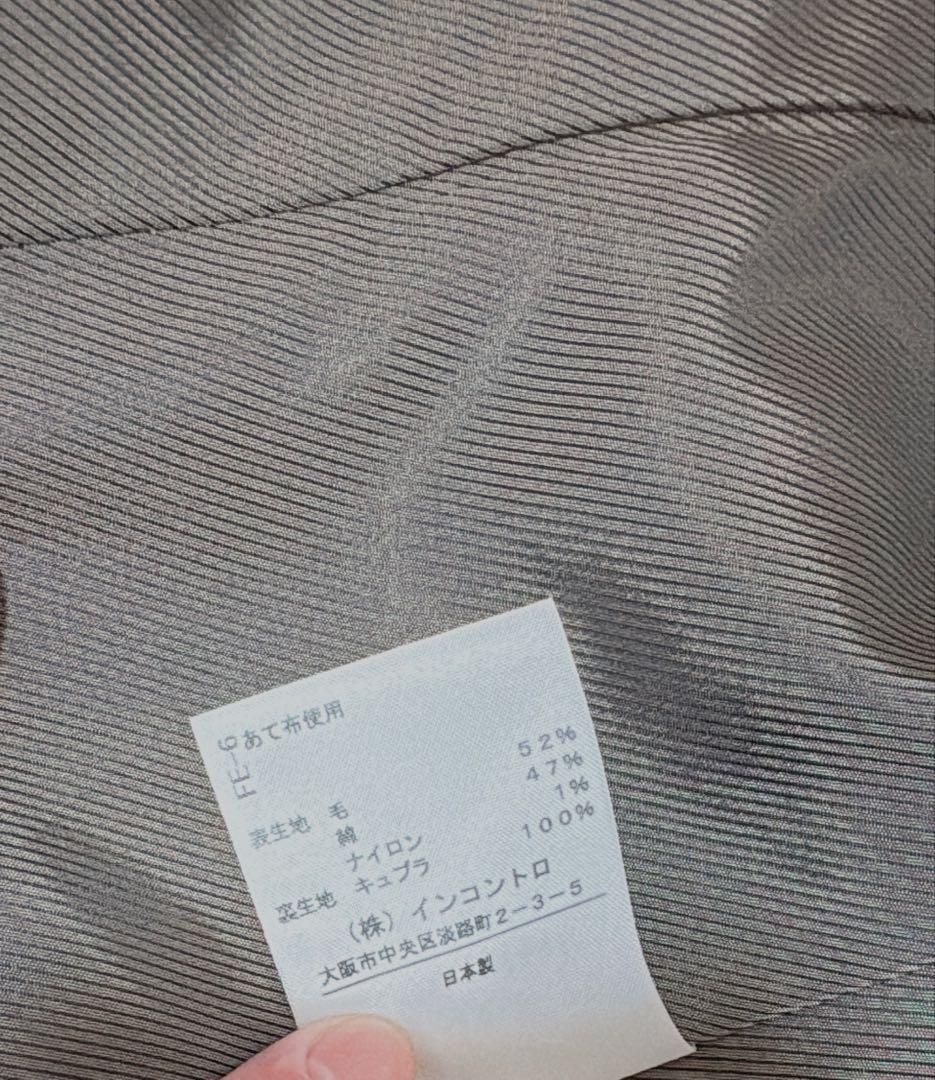 FE-6
あて布使用
表生地 毛 52%
綿 47%
ナイロン 1%
裏生地 キュプラ 100%
(株) インコントロ
大阪市中央区淡路町2-3-5
日本製